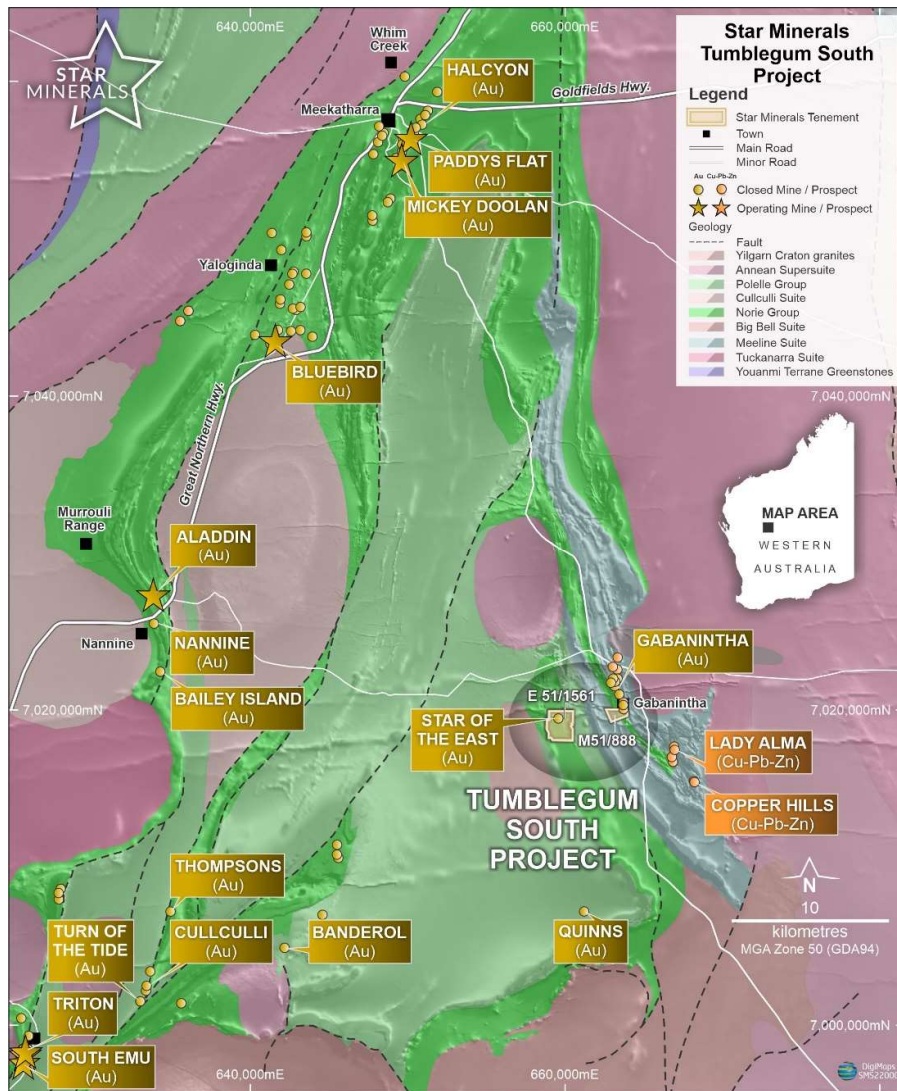 640,000mE
660,000mE
STAR
MINERALS
Whim
Creek
Meekatharra
HALCYON
(Au)
Goldfields Hwy.
PADDYS FLAT
(Au)
MICKEY DOOLAN
(Au)
Yaloginda
BLUEBIRD
(Au)
Great Northern Hwy.
Star Minerals
Tumblegum South
Project
Legend
Star Minerals Tenement
Town
Main Road
Minor Road
Au Cu-Pb-Zn
Closed Mine / Prospect
Operating Mine / Prospect
Geology
Fault
Yilgarn Craton granites
Annean Supersuite
Polelle Group
Cullculli Suite
Norie Group
Big Bell Suite
Meeline Suite
Tuckanarra Suite
Youanmi Terrane Greenstones
7,040,000mN
7,040,000mN
MAP AREA
WESTERN
AUSTRALIA
Murrouli
Range
ALADDIN
(Au)
Nannine
NANNINE
(Au)
BAILEY ISLAND
(Au)
GABANINTHA
(Au)
E 51/1561
Gabanintha
7,020,000mN
7,020,000mN
STAR OF
THE EAST
(Au)
M51/888
LADY ALMA
(Cu-Pb-Zn)
COPPER HILLS
(Cu-Pb-Zn)
TUMBLEGUM
SOUTH
PROJECT
THOMPSONS
(Au)
TURN OF
THE TIDE
(Au)
CULLCULLI
(Au)
BANDEROL
(Au)
QUINNS
(Au)
N
10
kilometres
MGA Zone 50 (GDA94)
TRITON
(Au)
SOUTH EMU
(Au)
7,000,000mN
640,000mE
660,000mE
DigiMaps
SMS22000